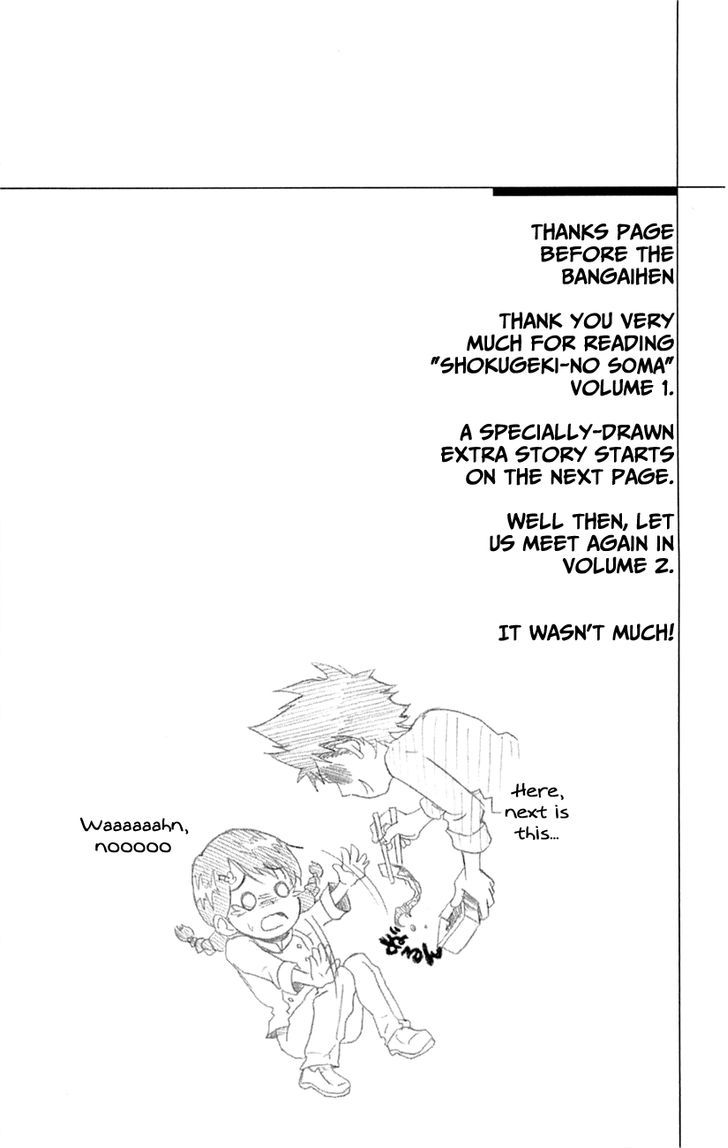 THANKS PAGE
BEFORE THE
BANGAIHEN
THANK YOU VERY
MUCH FOR READING
"SHOKUGEKI-NO SOMA"
VOLUME 1.
A SPECIALLY-DRAWN
EXTRA STORY STARTS
ON THE NEXT PAGE.
WELL THEN, LET
US MEET AGAIN IN
VOLUME 2.
IT WASN'T MUCH!
Here,
next is
this...
Waaaaaahn,
nooooo